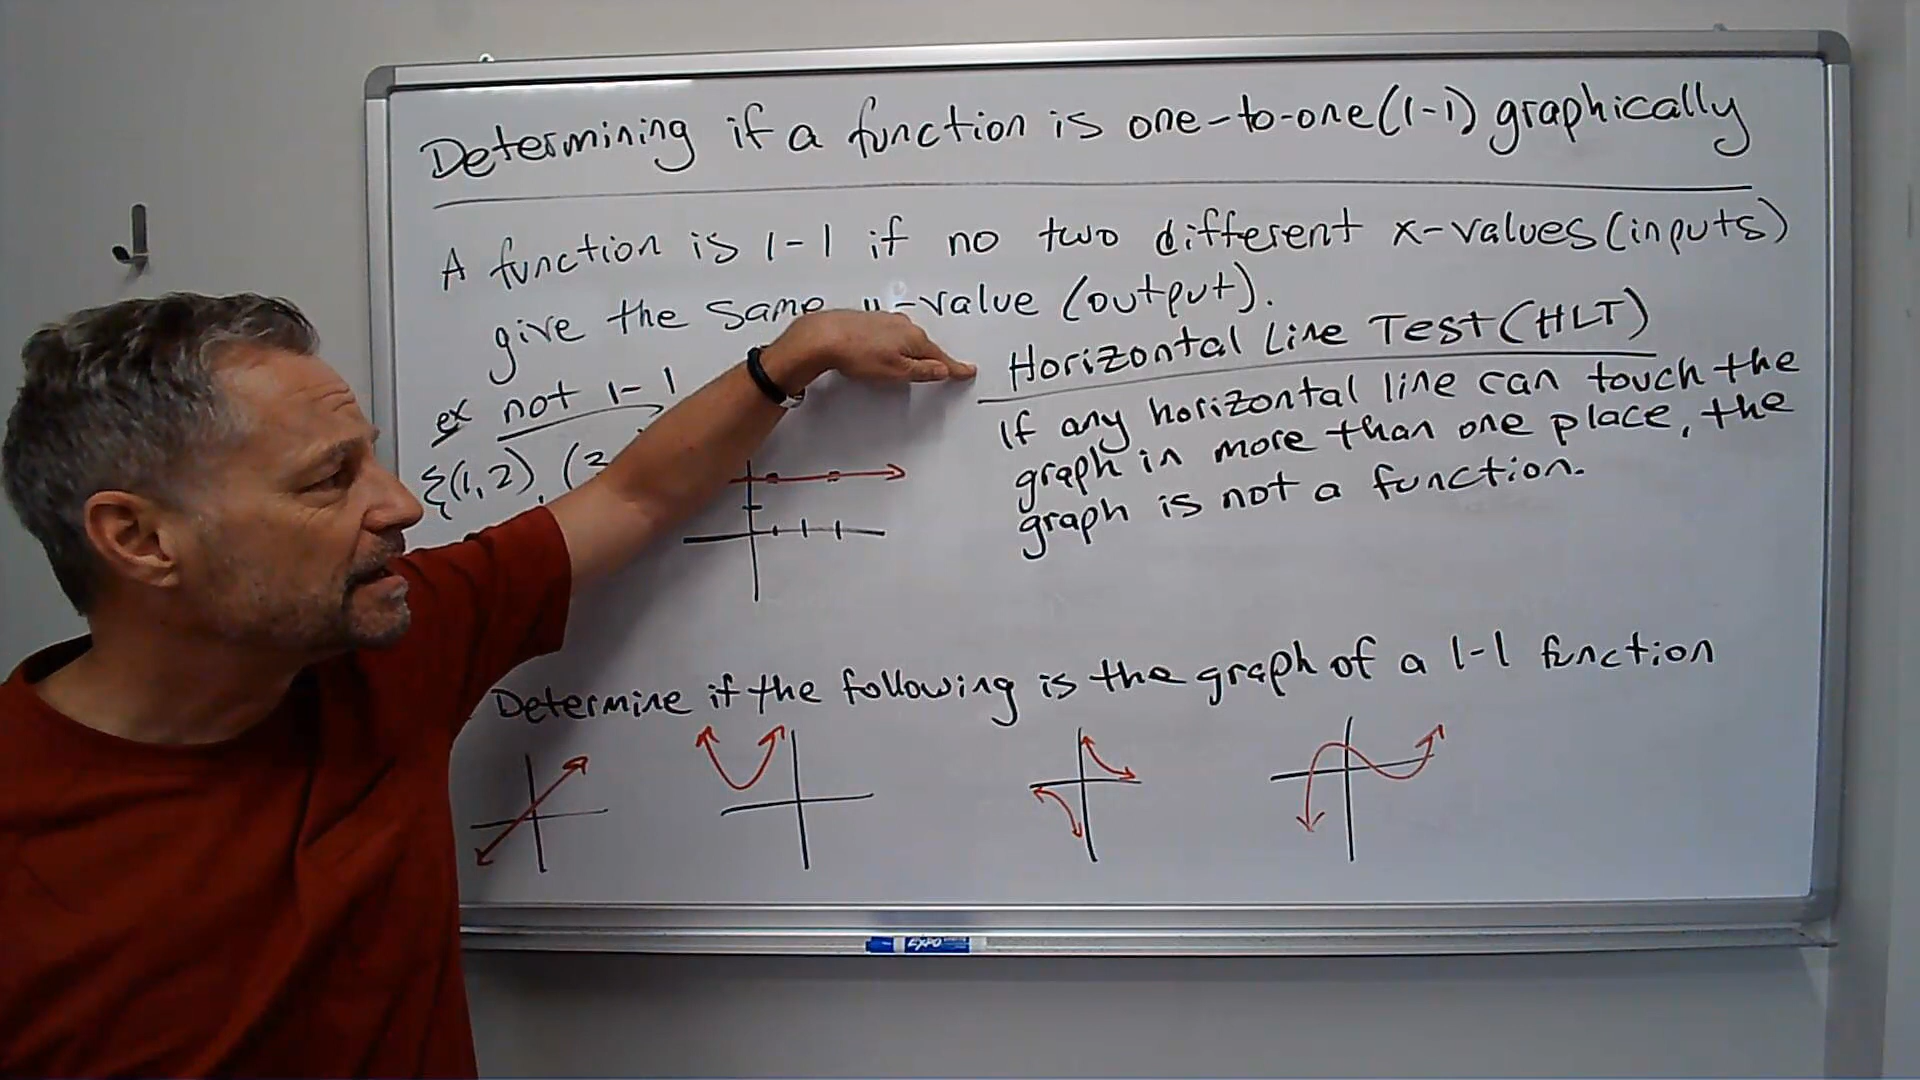 Determining if a function is one-to-one (1-1) graphically
A function is 1-1 if no two different x-values (inputs)
give the same y-value (output).
ex not 1-1
{(1,2), (3
Horizontal Line Test (HLT)
If any horizontal line can touch the
graph in more than one place, the
graph is not a function.
Determine if the following is the graph of a 1-1 function
EXPO